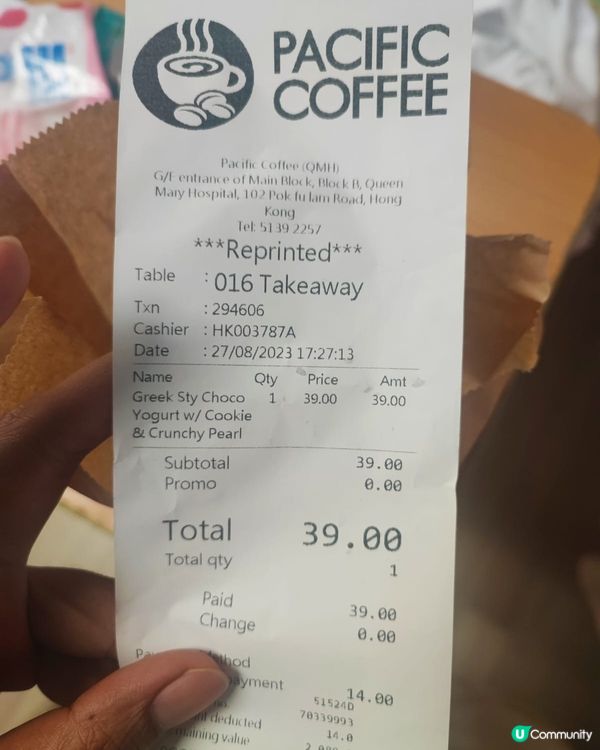 PACIFIC
COFFEE
Pacific Coffee (QMH)
G/F entrance of Main Block, Block B, Queen
Mary Hospital, 102 Pok fu lam Road, Hong
Kong
Tel: 5139 2257
***Reprinted***
Table : 016 Takeaway
Txn : 294606
Cashier : HK003787A
Date : 27/08/2023 17:27:13
Name Qty Price Amt
Greek Sty Choco 1 39.00 39.00
Yogurt w/ Cookie
& Crunchy Pearl
Subtotal 39.00
Promo 0.00
Total 39.00
Total qty 1
Paid 39.00
Change 0.00
14.00
51524D
deducted 70339993
value 14.0
U Community